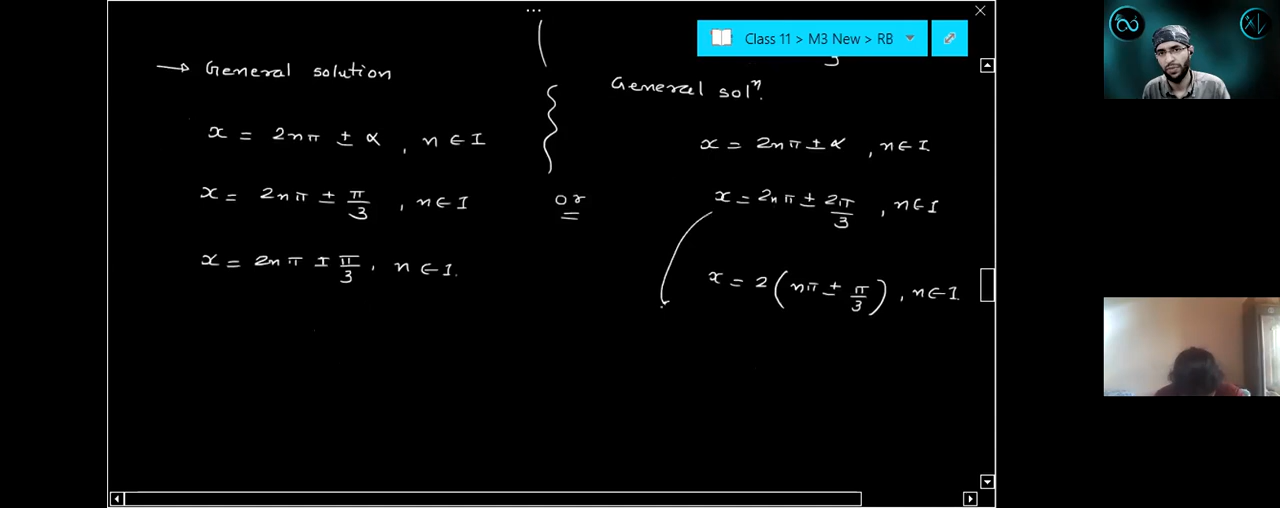 ...
Class 11 > M3 New > RB
→ General solution
x = 2nπ ± α , n ∈ I
x = 2nπ ± π/3 , n ∈ I
x = 2nπ ± π/3 , n ∈ I.
or
General solⁿ.
x = 2nπ ± α , n ∈ I
x = 2nπ ± 2π/3 , n ∈ I
x = 2 ( nπ ± π/3 ) , n ∈ I